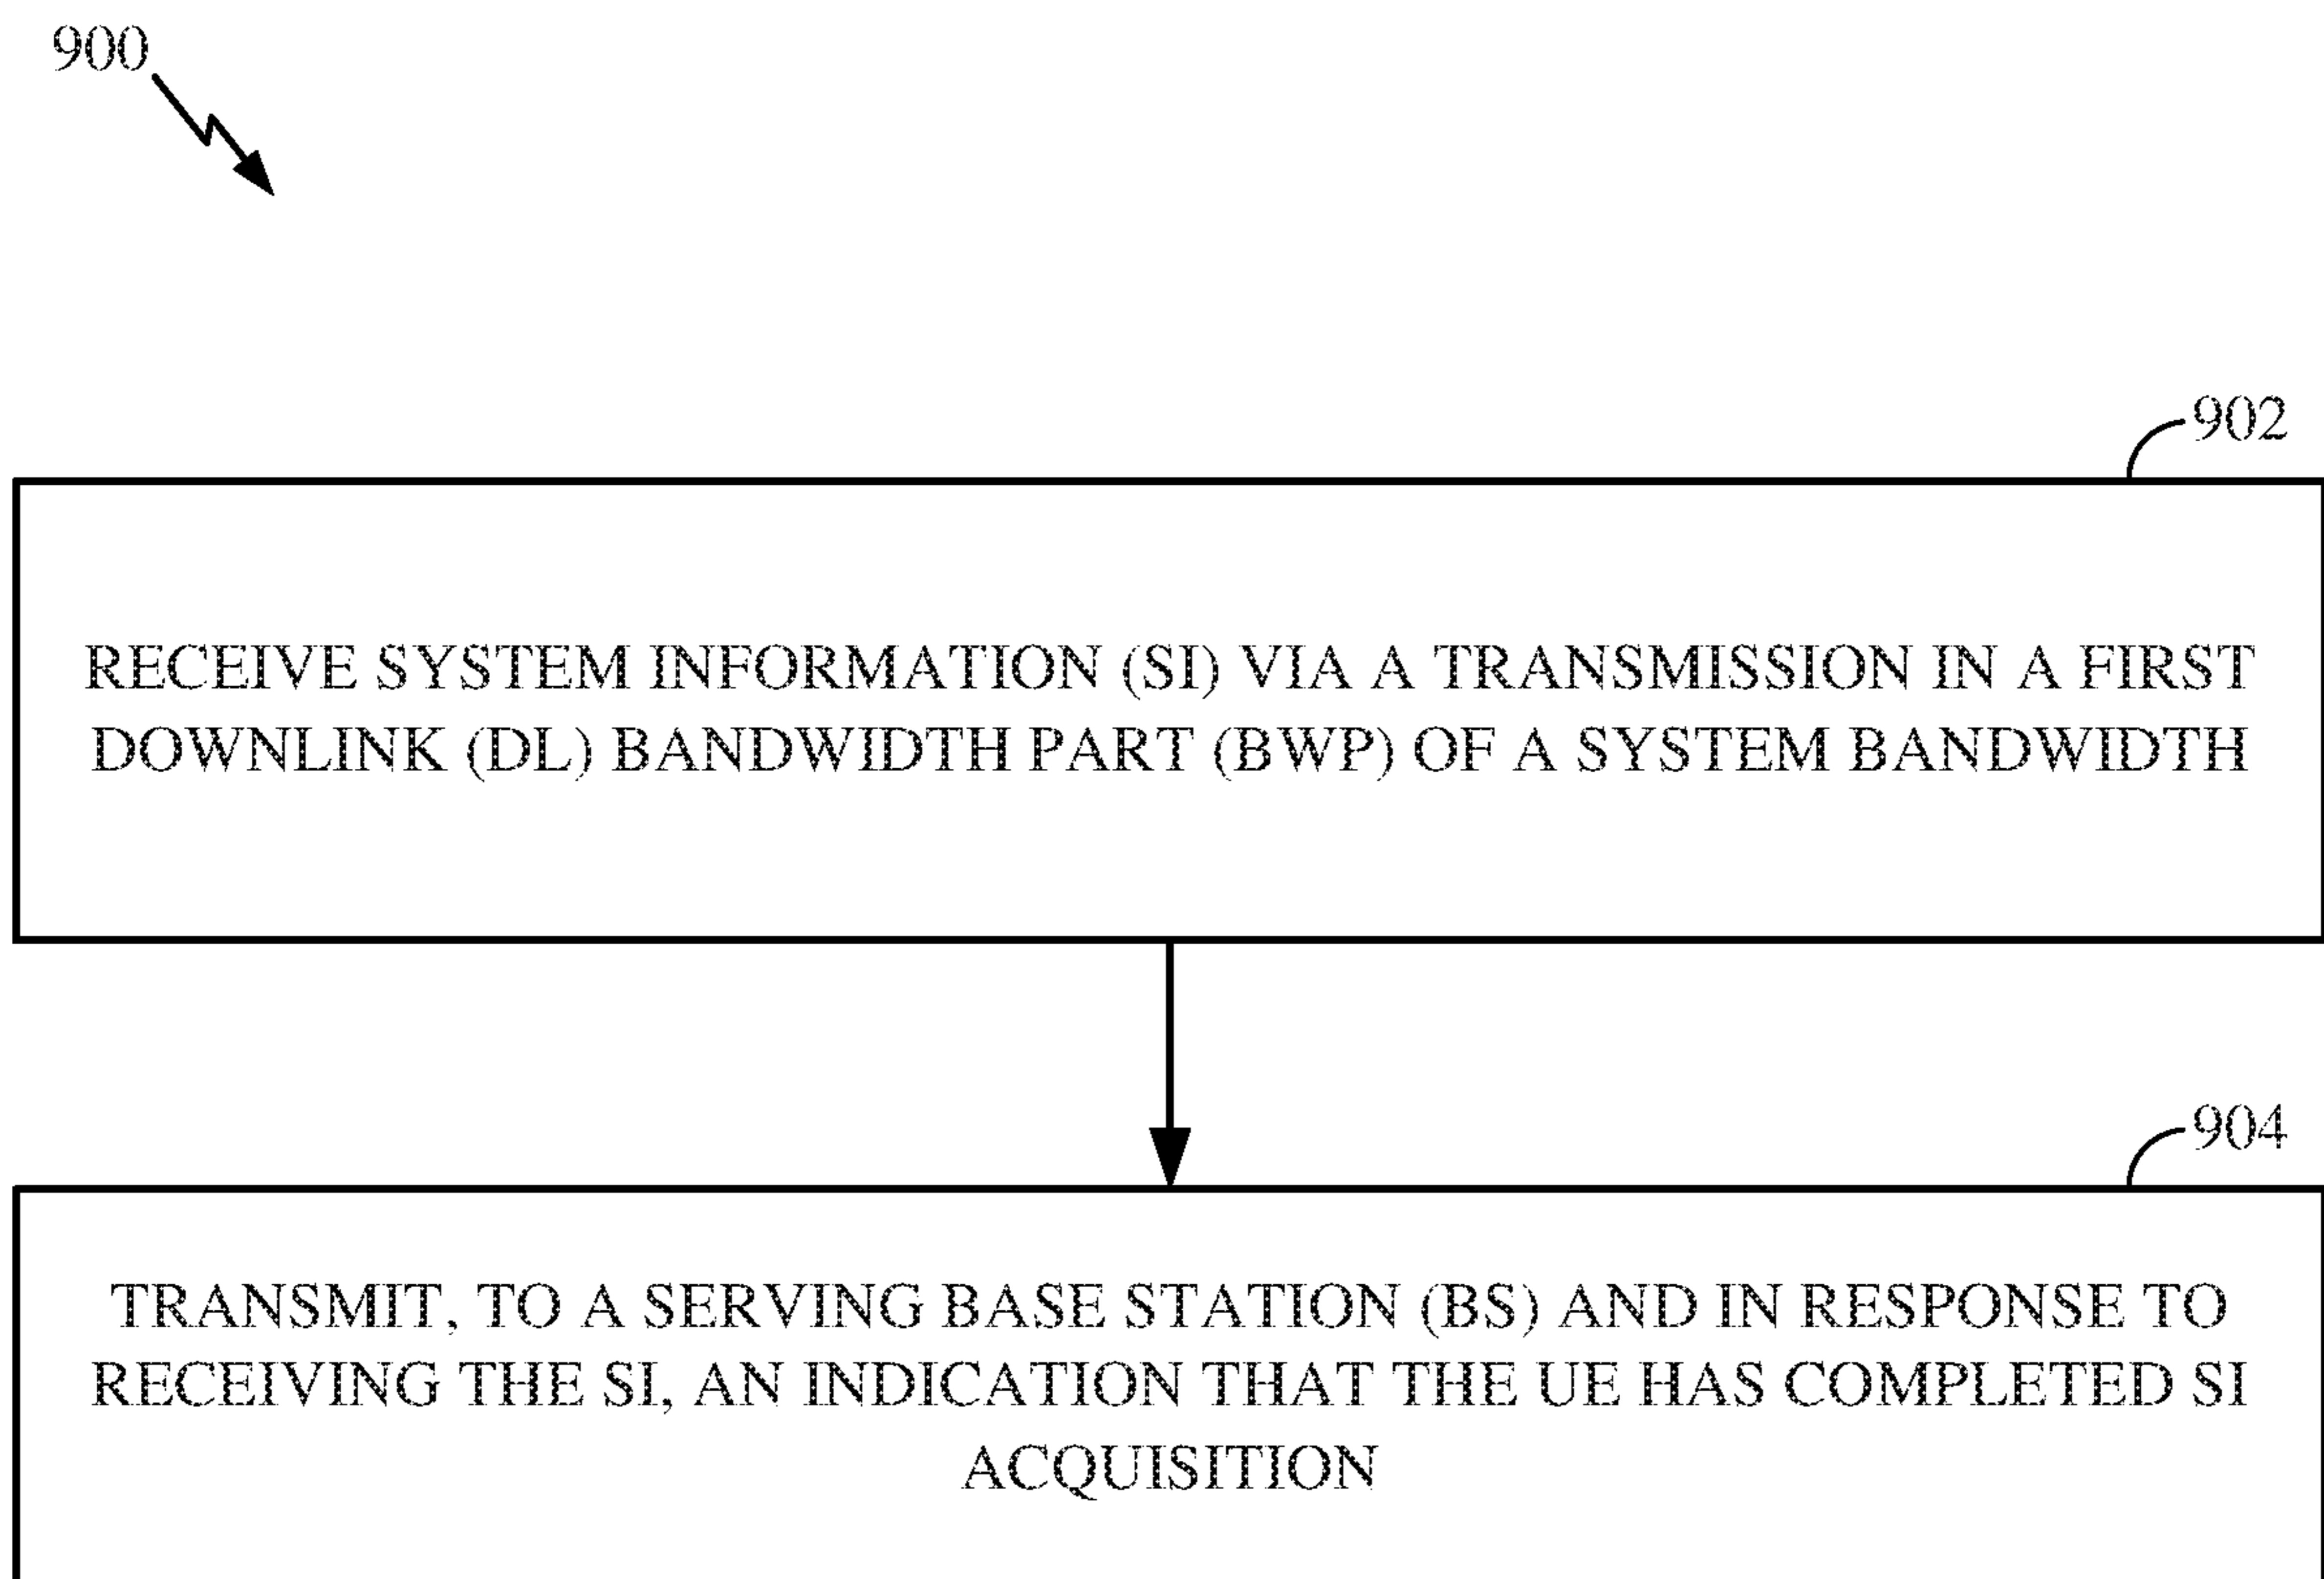 900
902
RECEIVE SYSTEM INFORMATION (SI) VIA A TRANSMISSION IN A FIRST
DOWNLINK (DL) BANDWIDTH PART (BWP) OF A SYSTEM BANDWIDTH
904
TRANSMIT, TO A SERVING BASE STATION (BS) AND IN RESPONSE TO
RECEIVING THE SI, AN INDICATION THAT THE UE HAS COMPLETED SI
ACQUISITION